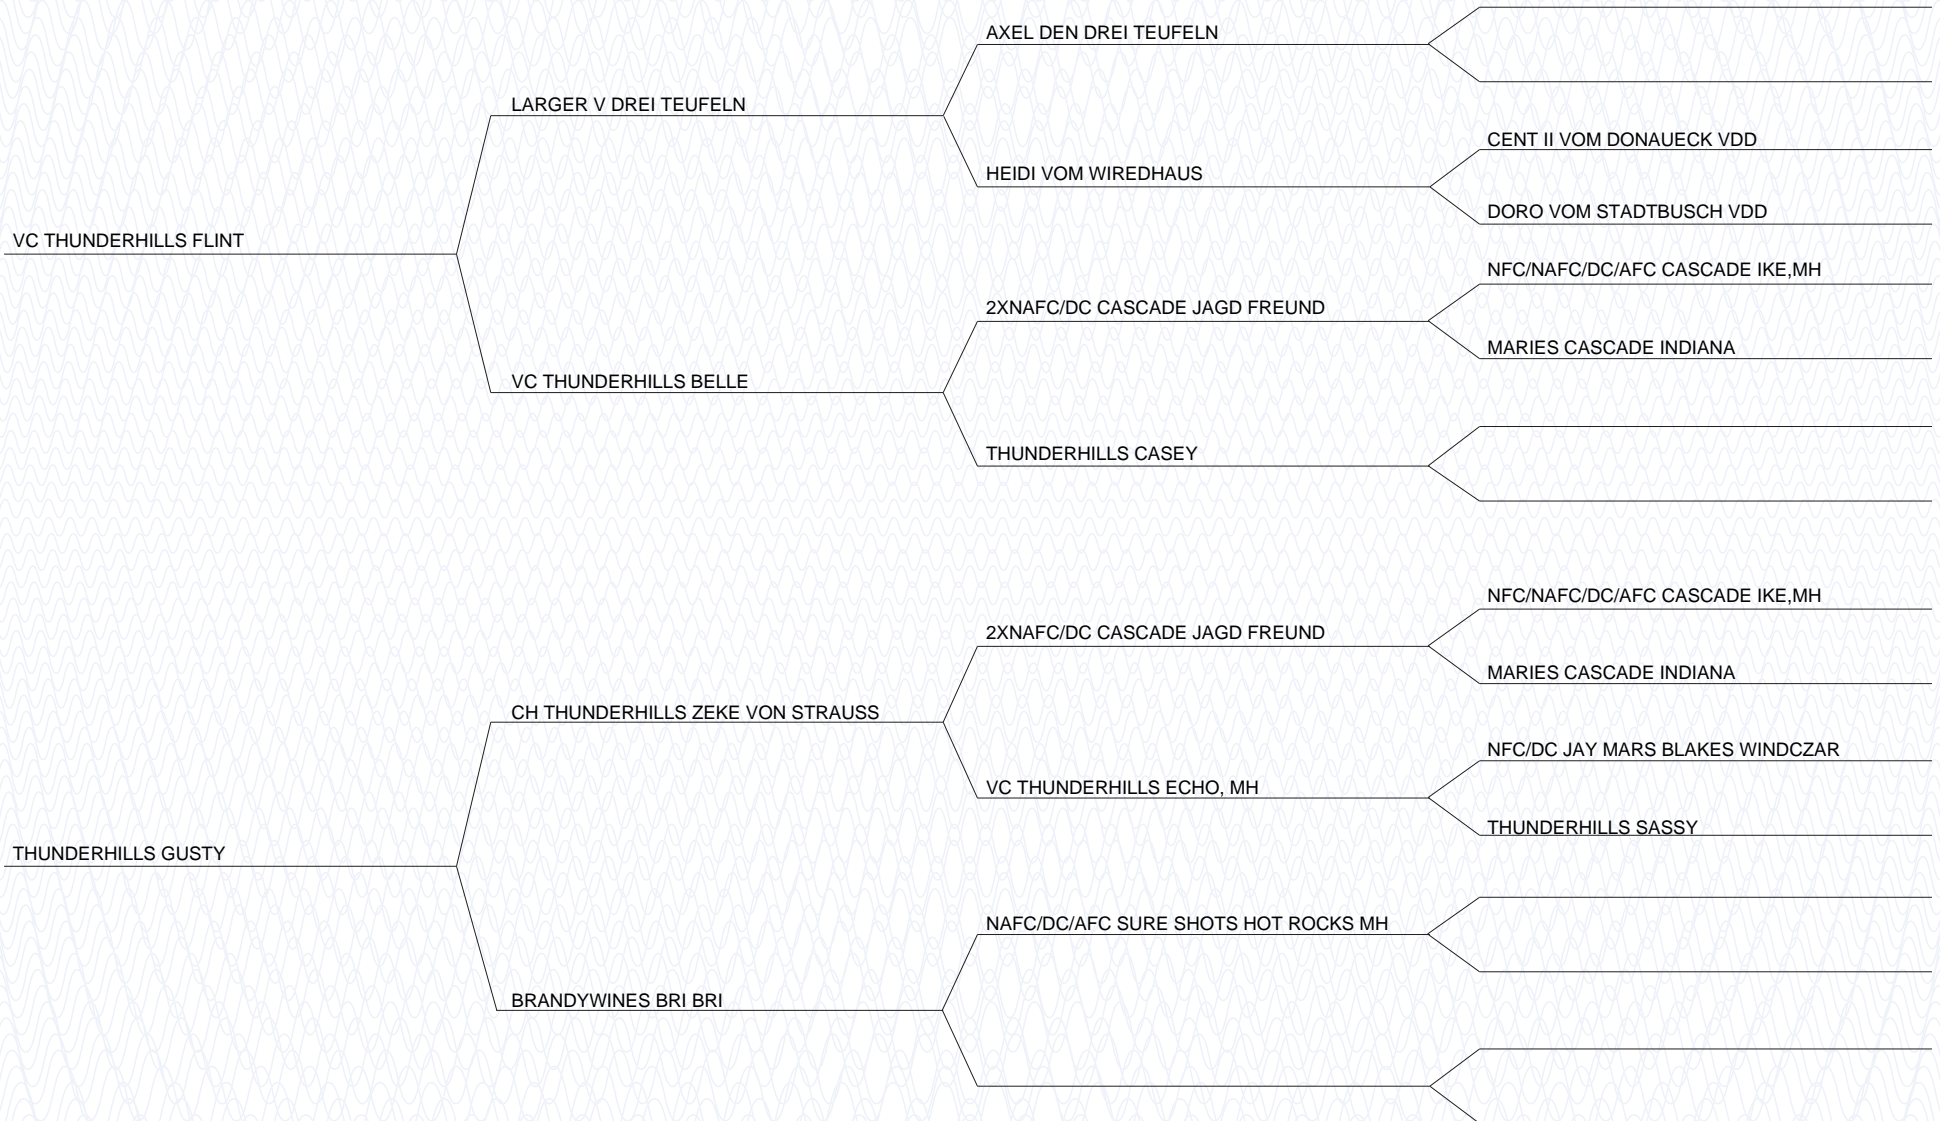 AXEL DEN DREI TEUFELN
LARGER V DREI TEUFELN
CENT II VOM DONAUECK VDD
HEIDI VOM WIREDHAUS
DORO VOM STADTBUSCH VDD
VC THUNDERHILLS FLINT
NFC/NAFC/DC/AFC CASCADE IKE,MH
2XNAFC/DC CASCADE JAGD FREUND
MARIES CASCADE INDIANA
VC THUNDERHILLS BELLE
THUNDERHILLS CASEY
NFC/NAFC/DC/AFC CASCADE IKE,MH
2XNAFC/DC CASCADE JAGD FREUND
MARIES CASCADE INDIANA
CH THUNDERHILLS ZEKE VON STRAUSS
NFC/DC JAY MARS BLAKES WINDCZAR
VC THUNDERHILLS ECHO, MH
THUNDERHILLS SASSY
THUNDERHILLS GUSTY
NAFC/DC/AFC SURE SHOTS HOT ROCKS MH
BRANDYWINES BRI BRI